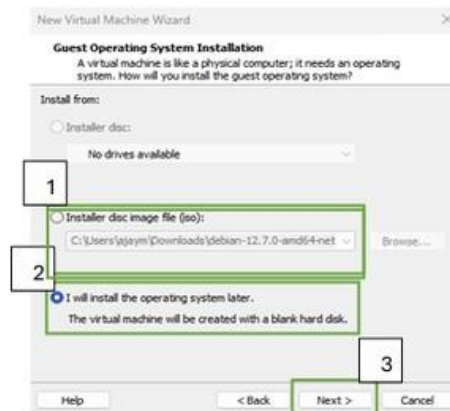 New Virtual Machine Wizard
Guest Operating System Installation
A virtual machine is like a physical computer; it needs an operating
system. How will you install the guest operating system?
Install from:
Installer disc:
No drives available
1
Installer disc image file (iso):
C:\Users\ajaym\Downloads\debian-12.7.0-amd64-net
Browse...
2
I will install the operating system later.
The virtual machine will be created with a blank hard disk.
3
Help
< Back
Next >
Cancel